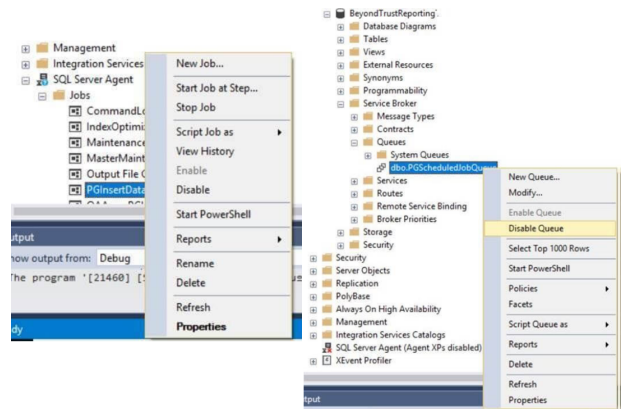 Management
Integration Services
SQL Server Agent
Jobs
CommandLo
IndexOptimi
Maintenance
MasterMaint
Output File C
PGInsertData
New Job...
Start Job at Step...
Stop Job
Script Job as
View History
Enable
Disable
Start PowerShell
Reports
Rename
Delete
Refresh
Properties
utput
how output from: Debug
The program '[21460] [S
us
dy
BeyondTrustReporting'.
Database Diagrams
Tables
Views
External Resources
Synonyms
Programmability
Service Broker
Message Types
Contracts
Queues
System Queues
dbo.PGScheduledJobQueue
Services
Routes
Remote Service Binding
Broker Priorities
Storage
Security
Security
Server Objects
Replication
PolyBase
Always On High Availability
Management
Integration Services Catalogs
SQL Server Agent (Agent XPs disabled)
XEvent Profiler
New Queue...
Modify...
Enable Queue
Disable Queue
Select Top 1000 Rows
Start PowerShell
Policies
Facets
Script Queue as
Reports
Delete
Refresh
Properties
tput